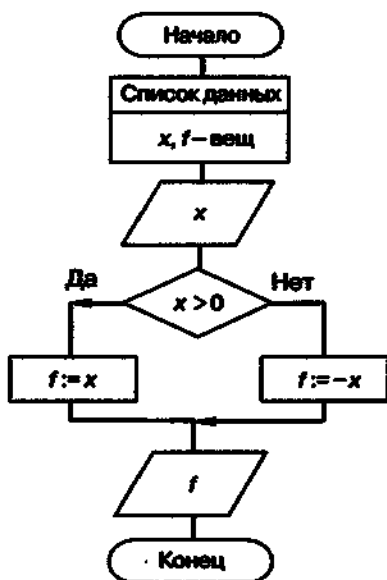 Начало
Список данных
x, f – вещ
x
Да
Нет
x > 0
f := x
f := –x
f
Конец